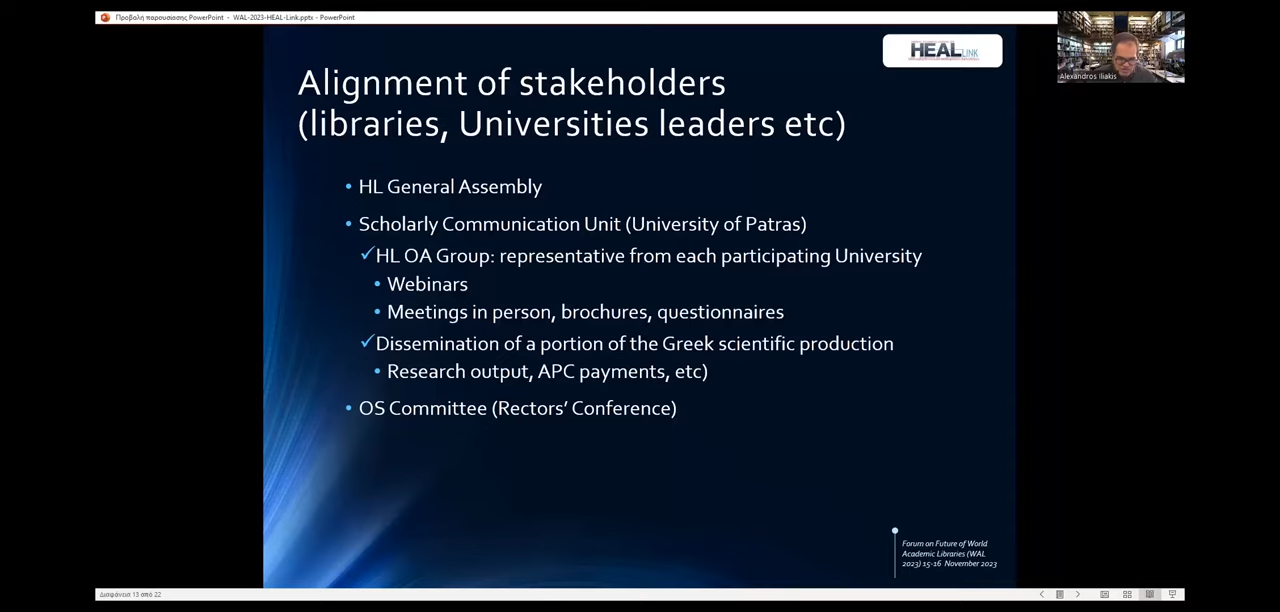 Προβολή παρουσίασης PowerPoint - WAL-2023-HEAL-Link.pptx - PowerPoint
Alexandros Iliakis
HEAL LINK
Alignment of stakeholders
(libraries, Universities leaders etc)
• HL General Assembly
• Scholarly Communication Unit (University of Patras)
✓HL OA Group: representative from each participating University
• Webinars
• Meetings in person, brochures, questionnaires
✓Dissemination of a portion of the Greek scientific production
• Research output, APC payments, etc)
• OS Committee (Rectors’ Conference)
Forum on Future of World
Academic Libraries (WAL
2023) 15-16 November 2023
Διαφάνεια 13 από 22